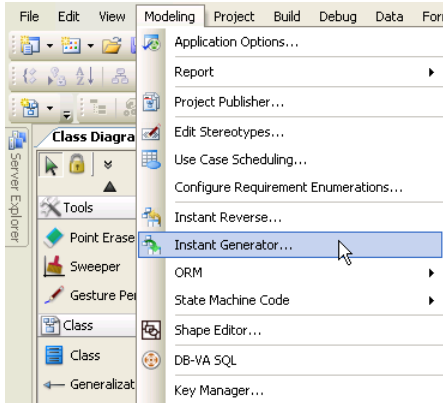 File Edit View Modeling Project Build Debug Data For
Application Options...
Report
Project Publisher...
Edit Stereotypes...
Use Case Scheduling...
Configure Requirement Enumerations...
Instant Reverse...
Instant Generator...
ORM
State Machine Code
Shape Editor...
DB-VA SQL
Key Manager...
Server Explorer
Class Diagra
Tools
Point Erase
Sweeper
Gesture Pe
Class
Class
Generalizat